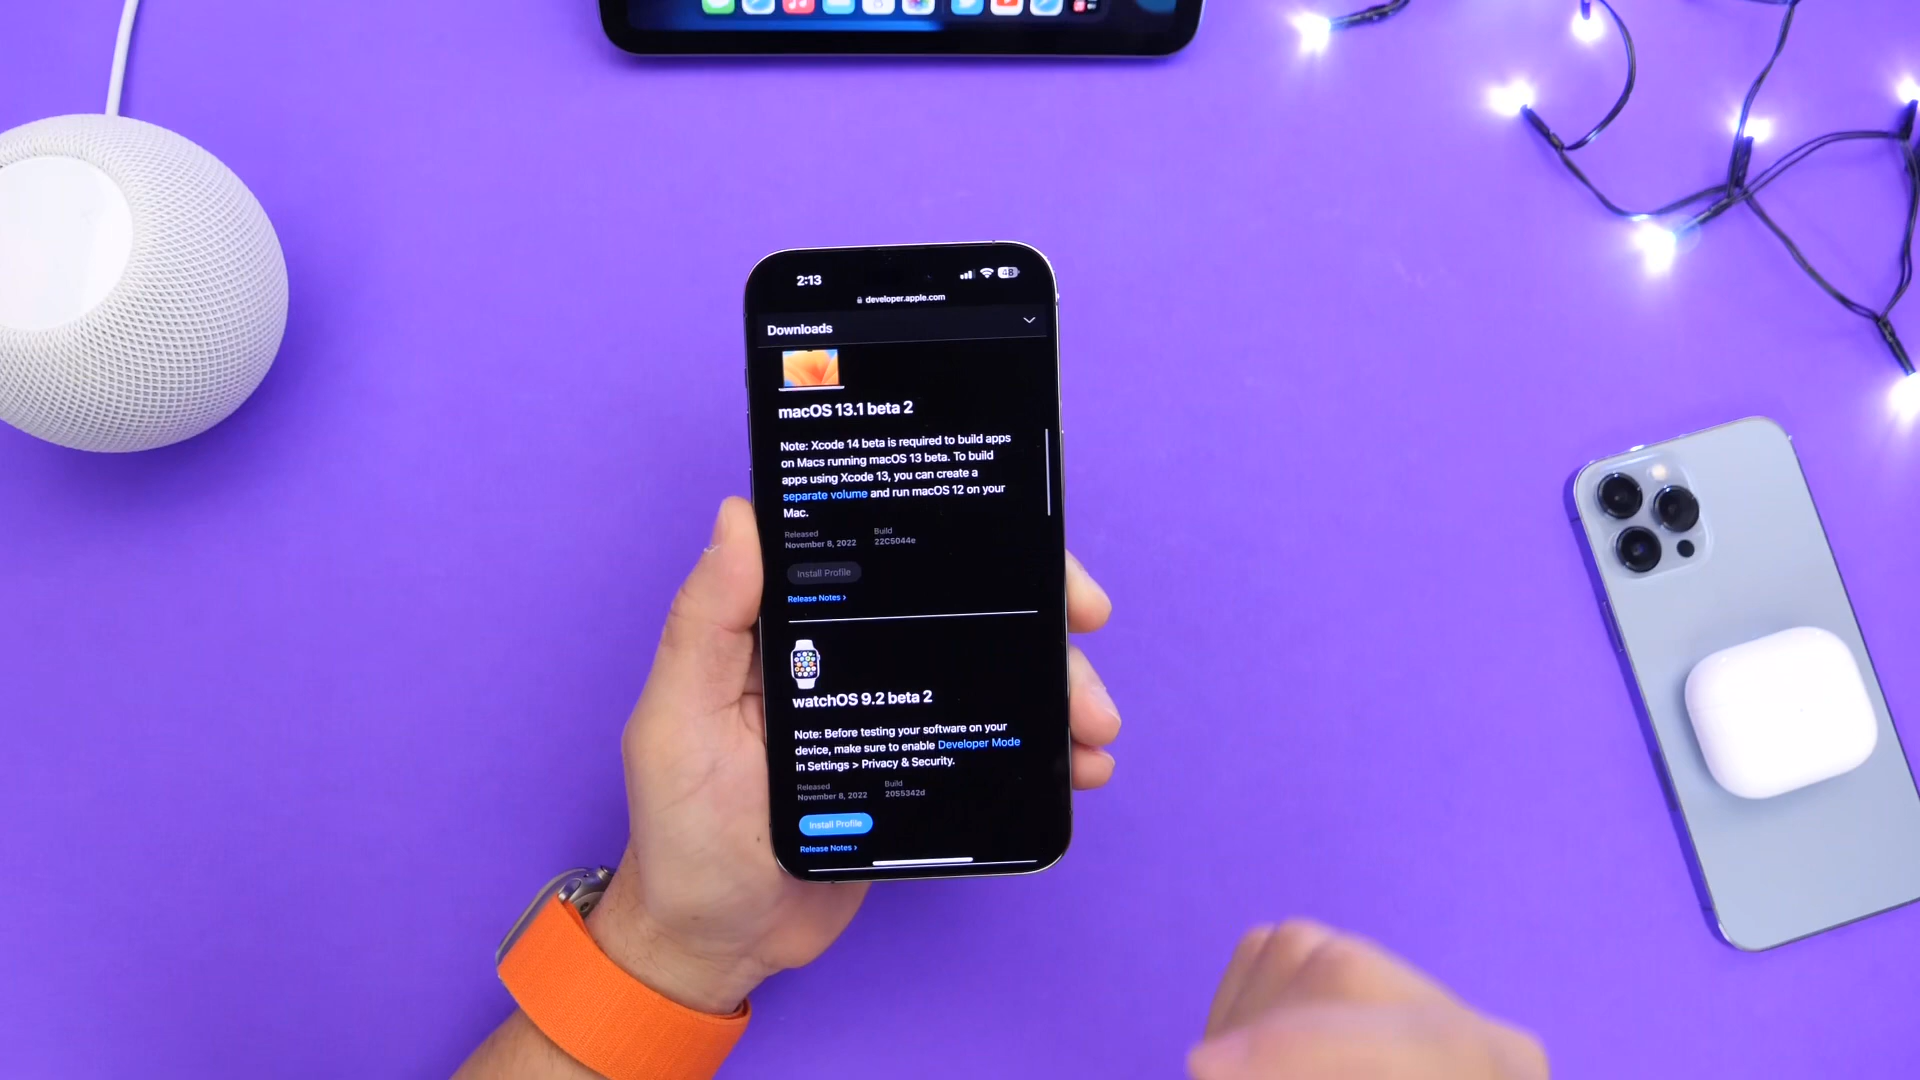 2:13
48
developer.apple.com
Downloads
macOS 13.1 beta 2
Note: Xcode 14 beta is required to build apps
on Macs running macOS 13 beta. To build
apps using Xcode 13, you can create a
separate volume and run macOS 12 on your
Mac.
Released Build
November 8, 2022 22C5044e
Install Profile
Release Notes >
watchOS 9.2 beta 2
Note: Before testing your software on your
device, make sure to enable Developer Mode
in Settings > Privacy & Security.
Released Build
November 8, 2022 20S5342d
Install Profile
Release Notes >